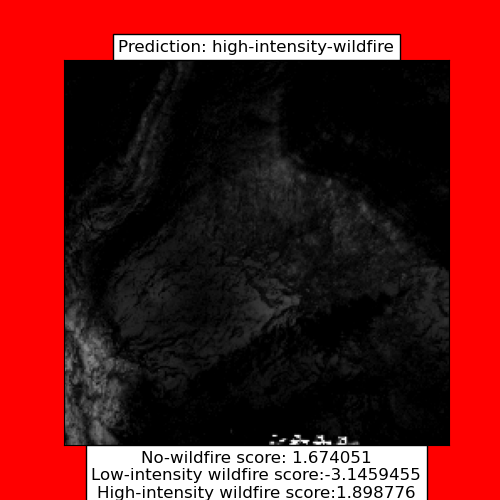 Prediction: high-intensity-wildfire
No-wildfire score: 1.674051
Low-intensity wildfire score:-3.1459455
High-intensity wildfire score:1.898776